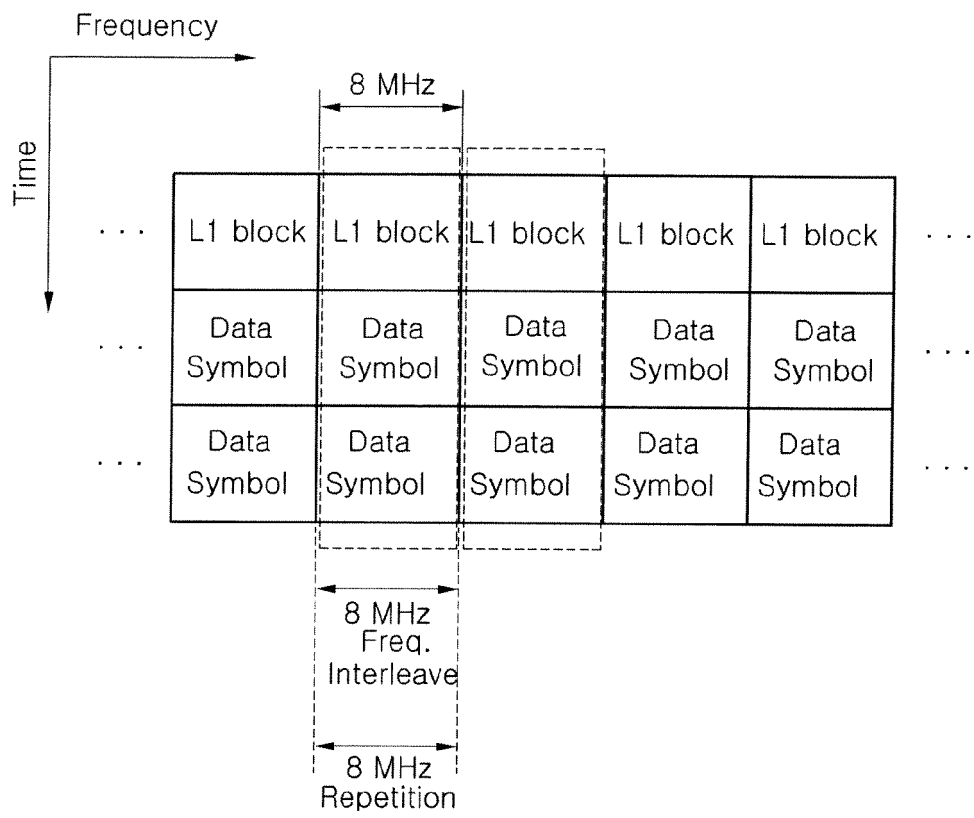 Frequency
8 MHz
Time
... L1 block L1 block L1 block L1 block L1 block ...
Data Data Data Data Data
... Symbol Symbol Symbol Symbol Symbol ...
Data Data Data Data Data
... Symbol Symbol Symbol Symbol Symbol ...
8 MHz
Freq.
Interleave
8 MHz
Repetition